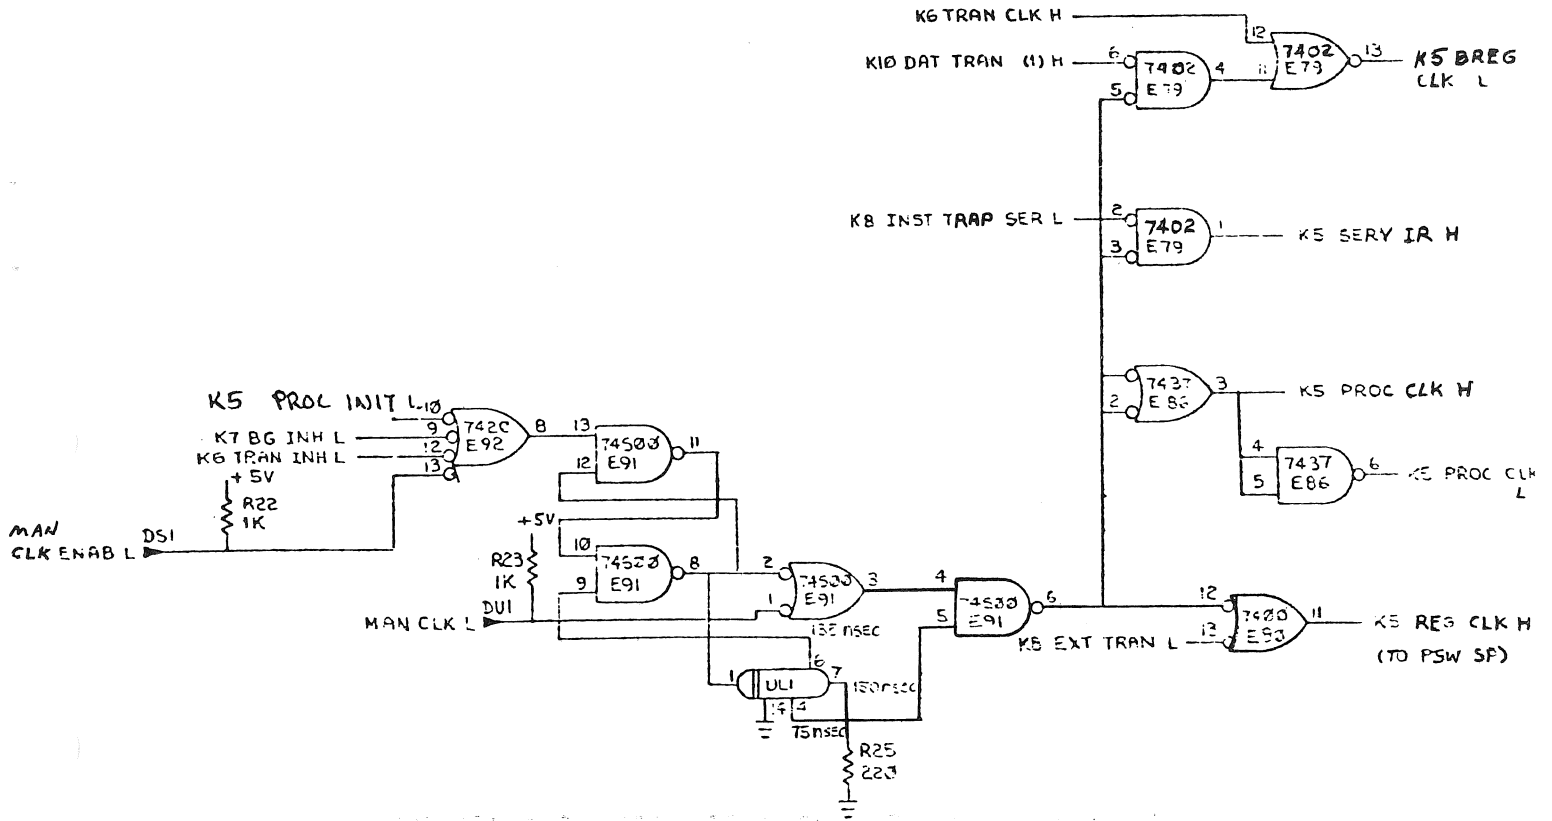 K6 TRAN CLK H
12
7402
E79
13
K5 BREG
CLK L
K10 DAT TRAN (1) H
6
7402
E79
4
11
5
K8 INST TRAP SER L
2
7402
E79
1
K5 SERV IR H
3
7437
E86
3
K5 PROC CLK H
2
4
7437
E86
6
K5 PROC CLK
L
5
K5 PROC INIT L
10
K7 BG INH L
9
K6 TRAN INH L
12
13
E92
8
13
74S00
E91
11
12
+5V
R22
1K
MAN
CLK ENAB L
DS1
+5V
R23
1K
10
74S00
E91
8
9
DU1
MAN CLK L
2
74S00
E91
3
1
4
74S00
E91
6
5
12
7400
11
K5 REG CLK H
(TO PSW SP)
K8 EXT TRAN L
13
1
UL1
6
7
150 nsec
14
4
75 nsec
R25
220